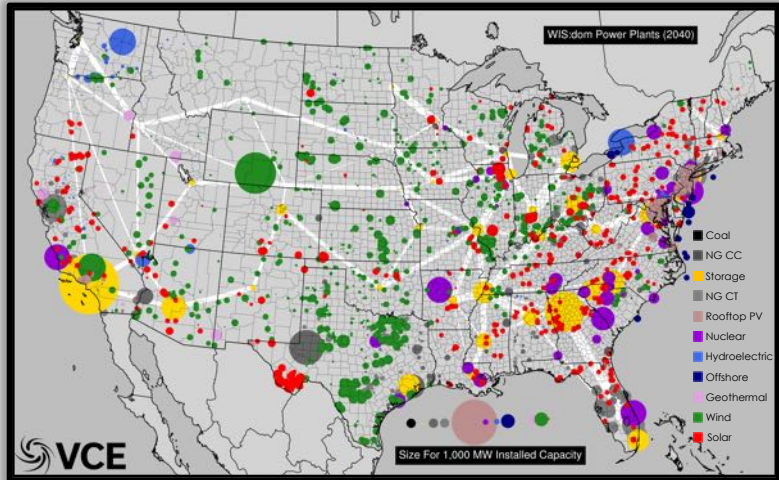 WIS:dom Power Plants (2040)
Coal
NG CC
Storage
NG CT
Rooftop PV
Nuclear
Hydroelectric
Offshore
Geothermal
Wind
Solar
Size For 1,000 MW Installed Capacity
VCE